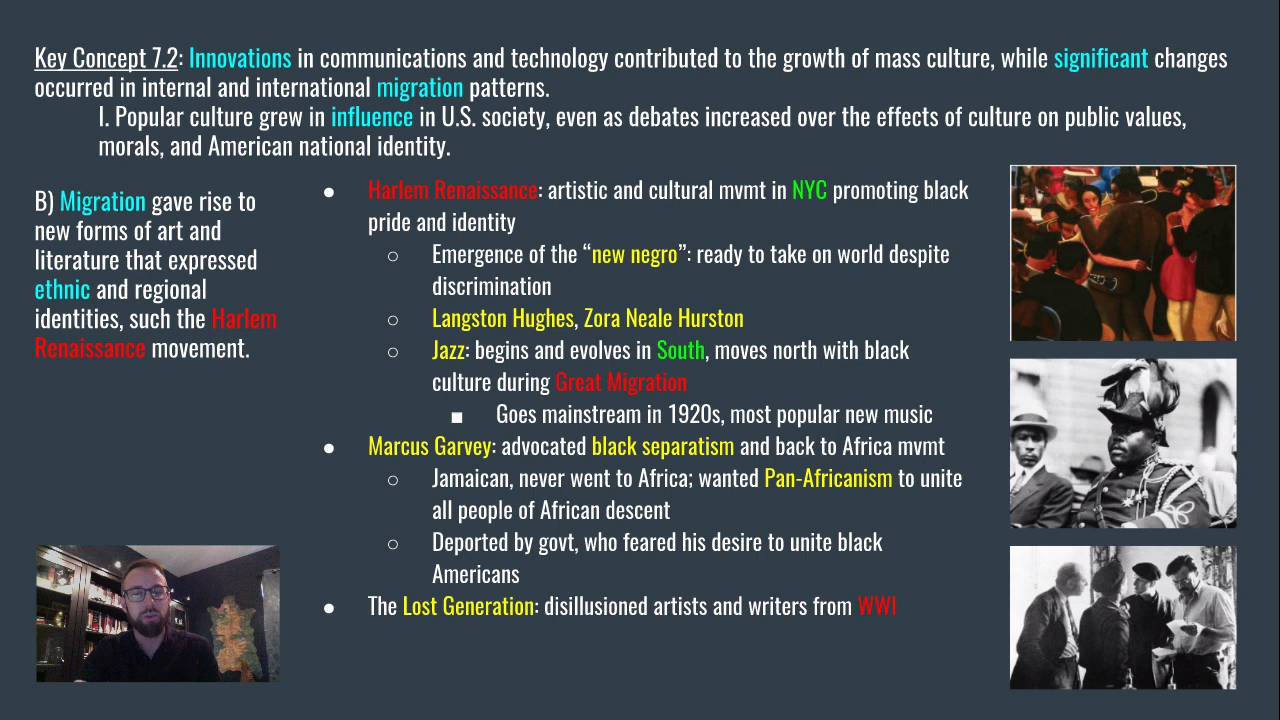 Key Concept 7.2: Innovations in communications and technology contributed to the growth of mass culture, while significant changes
occurred in internal and international migration patterns.
I. Popular culture grew in influence in U.S. society, even as debates increased over the effects of culture on public values,
morals, and American national identity.
B) Migration gave rise to
new forms of art and
literature that expressed
ethnic and regional
identities, such the Harlem
Renaissance movement.
● Harlem Renaissance: artistic and cultural mvmt in NYC promoting black
pride and identity
○ Emergence of the “new negro”: ready to take on world despite
discrimination
○ Langston Hughes, Zora Neale Hurston
○ Jazz: begins and evolves in South, moves north with black
culture during Great Migration
■ Goes mainstream in 1920s, most popular new music
● Marcus Garvey: advocated black separatism and back to Africa mvmt
○ Jamaican, never went to Africa; wanted Pan-Africanism to unite
all people of African descent
○ Deported by govt, who feared his desire to unite black
Americans
● The Lost Generation: disillusioned artists and writers from WWI